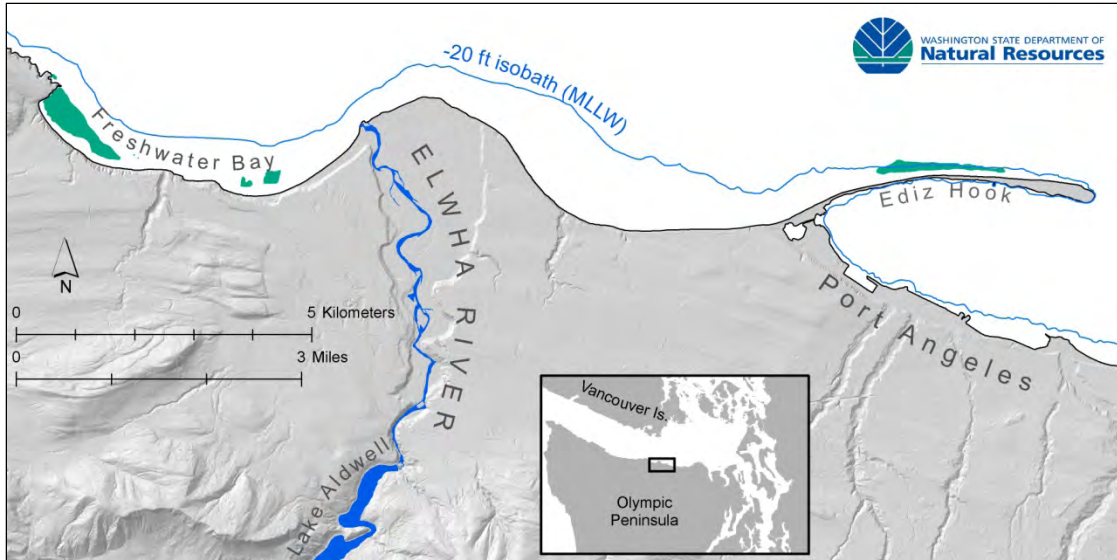 WASHINGTON STATE DEPARTMENT OF
Natural Resources
-20 ft isobath (MLLW)
Freshwater Bay
ELWHA RIVER
Ediz Hook
Port Angeles
N
0 5 Kilometers
0 3 Miles
Lake Aldwell
Vancouver Is.
Olympic
Peninsula